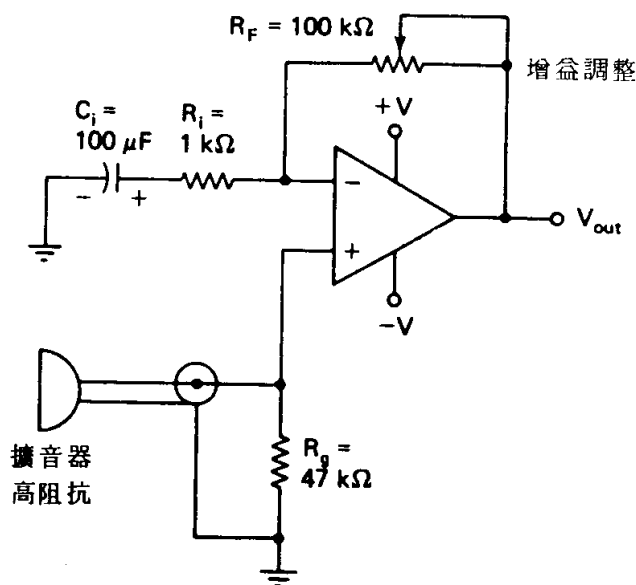 R_F = 100 kΩ
增益調整
C_i =
100 μF
R_i =
1 kΩ
+V
- +
-
+
V_out
-V
擴音器
高阻抗
R_g =
47 kΩ